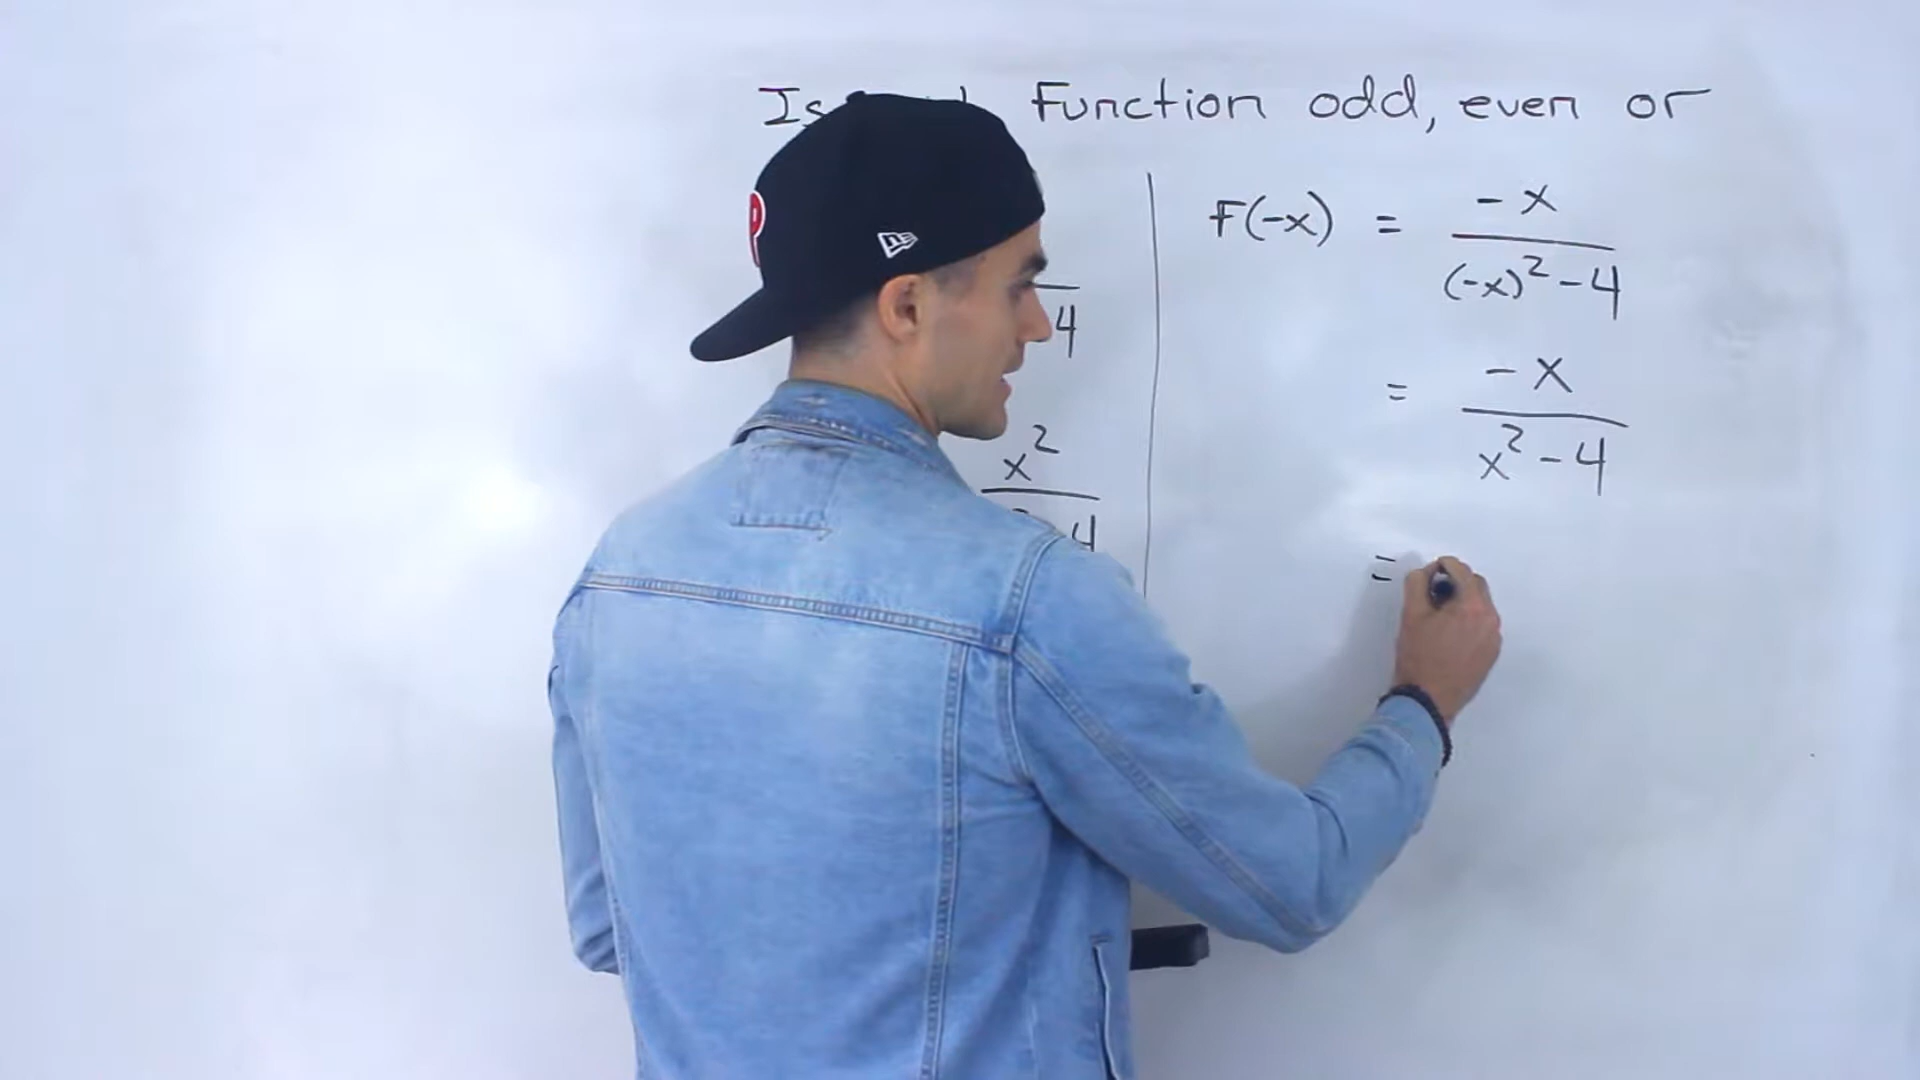 Is Function odd, even or
4
x²
4
F(-x) = -x / (-x)² - 4
= -x / x² - 4
=
P